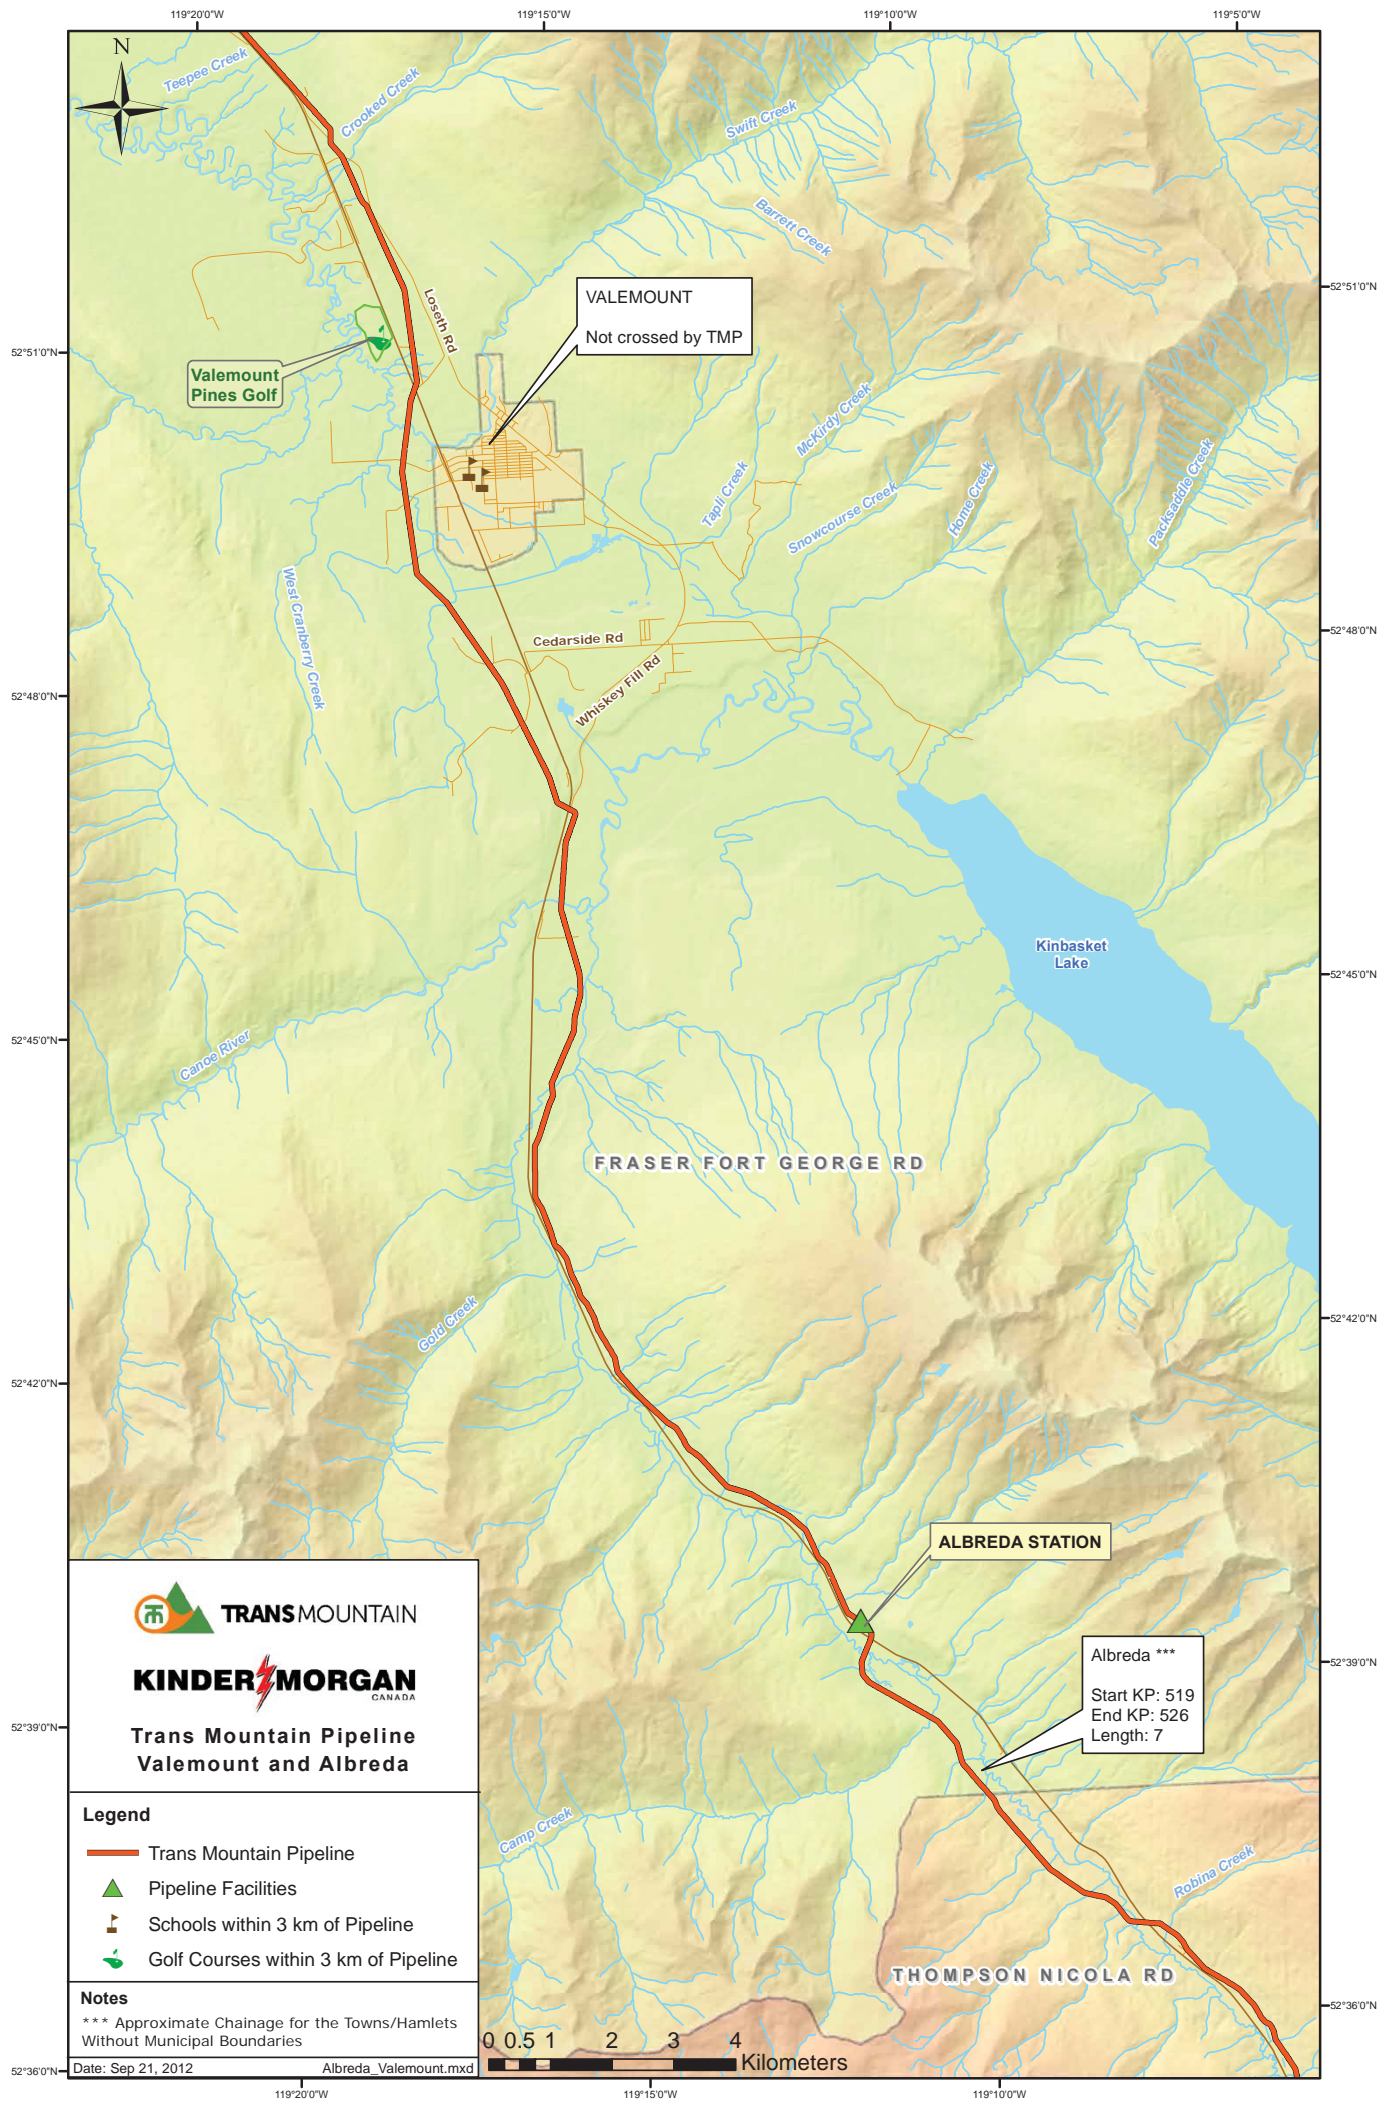 119°20'0"W
119°15'0"W
119°10'0"W
119°5'0"W
N
Teepee Creek
Crooked Creek
Swift Creek
Barrett Creek
52°51'0"N
VALEMOUNT
Not crossed by TMP
Loseth Rd
52°51'0"N
Valemount
Pines Golf
McKirdy Creek
Tapli Creek
Snowcourse Creek
Home Creek
Packsaddle Creek
West Cranberry Creek
52°48'0"N
Cedarside Rd
Whiskey Fill Rd
52°48'0"N
Kinbasket
Lake
52°45'0"N
52°45'0"N
Canoe River
FRASER FORT GEORGE RD
Gold Creek
52°42'0"N
52°42'0"N
ALBREDA STATION
TRANSMOUNTAIN
KINDER MORGAN
CANADA
Trans Mountain Pipeline
Valemount and Albreda
52°39'0"N
Albreda ***
Start KP: 519
End KP: 526
Length: 7
52°39'0"N
Camp Creek
Robina Creek
THOMPSON NICOLA RD
52°36'0"N
Legend
Trans Mountain Pipeline
Pipeline Facilities
Schools within 3 km of Pipeline
Golf Courses within 3 km of Pipeline
Notes
*** Approximate Chainage for the Towns/Hamlets
Without Municipal Boundaries
Date: Sep 21, 2012 Albreda_Valemount.mxd
0 0.5 1 2 3 4
Kilometers
52°36'0"N
119°20'0"W
119°15'0"W
119°10'0"W